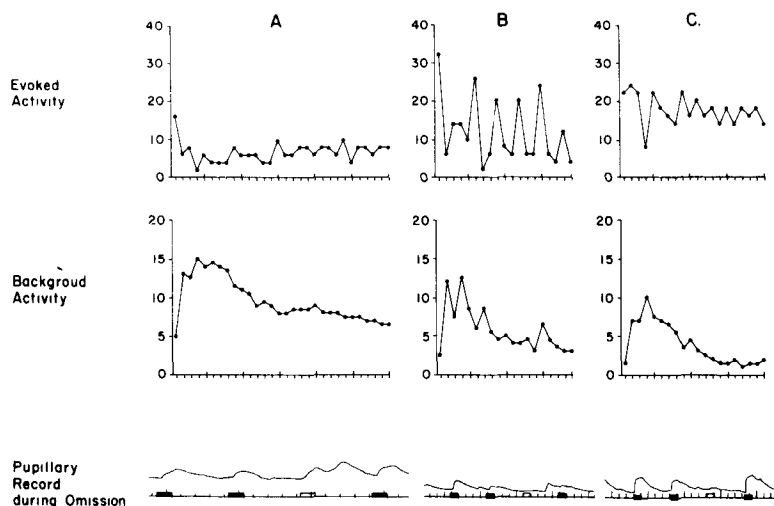 A B C.
40 40 40
30 30 30
Evoked
Activity
20 20 20
10 10 10
0 0 0
20 20 20
15 15 15
Backgroud
Activity
10 10 10
5 5 5
0 0 0
Pupillary
Record
during Omission